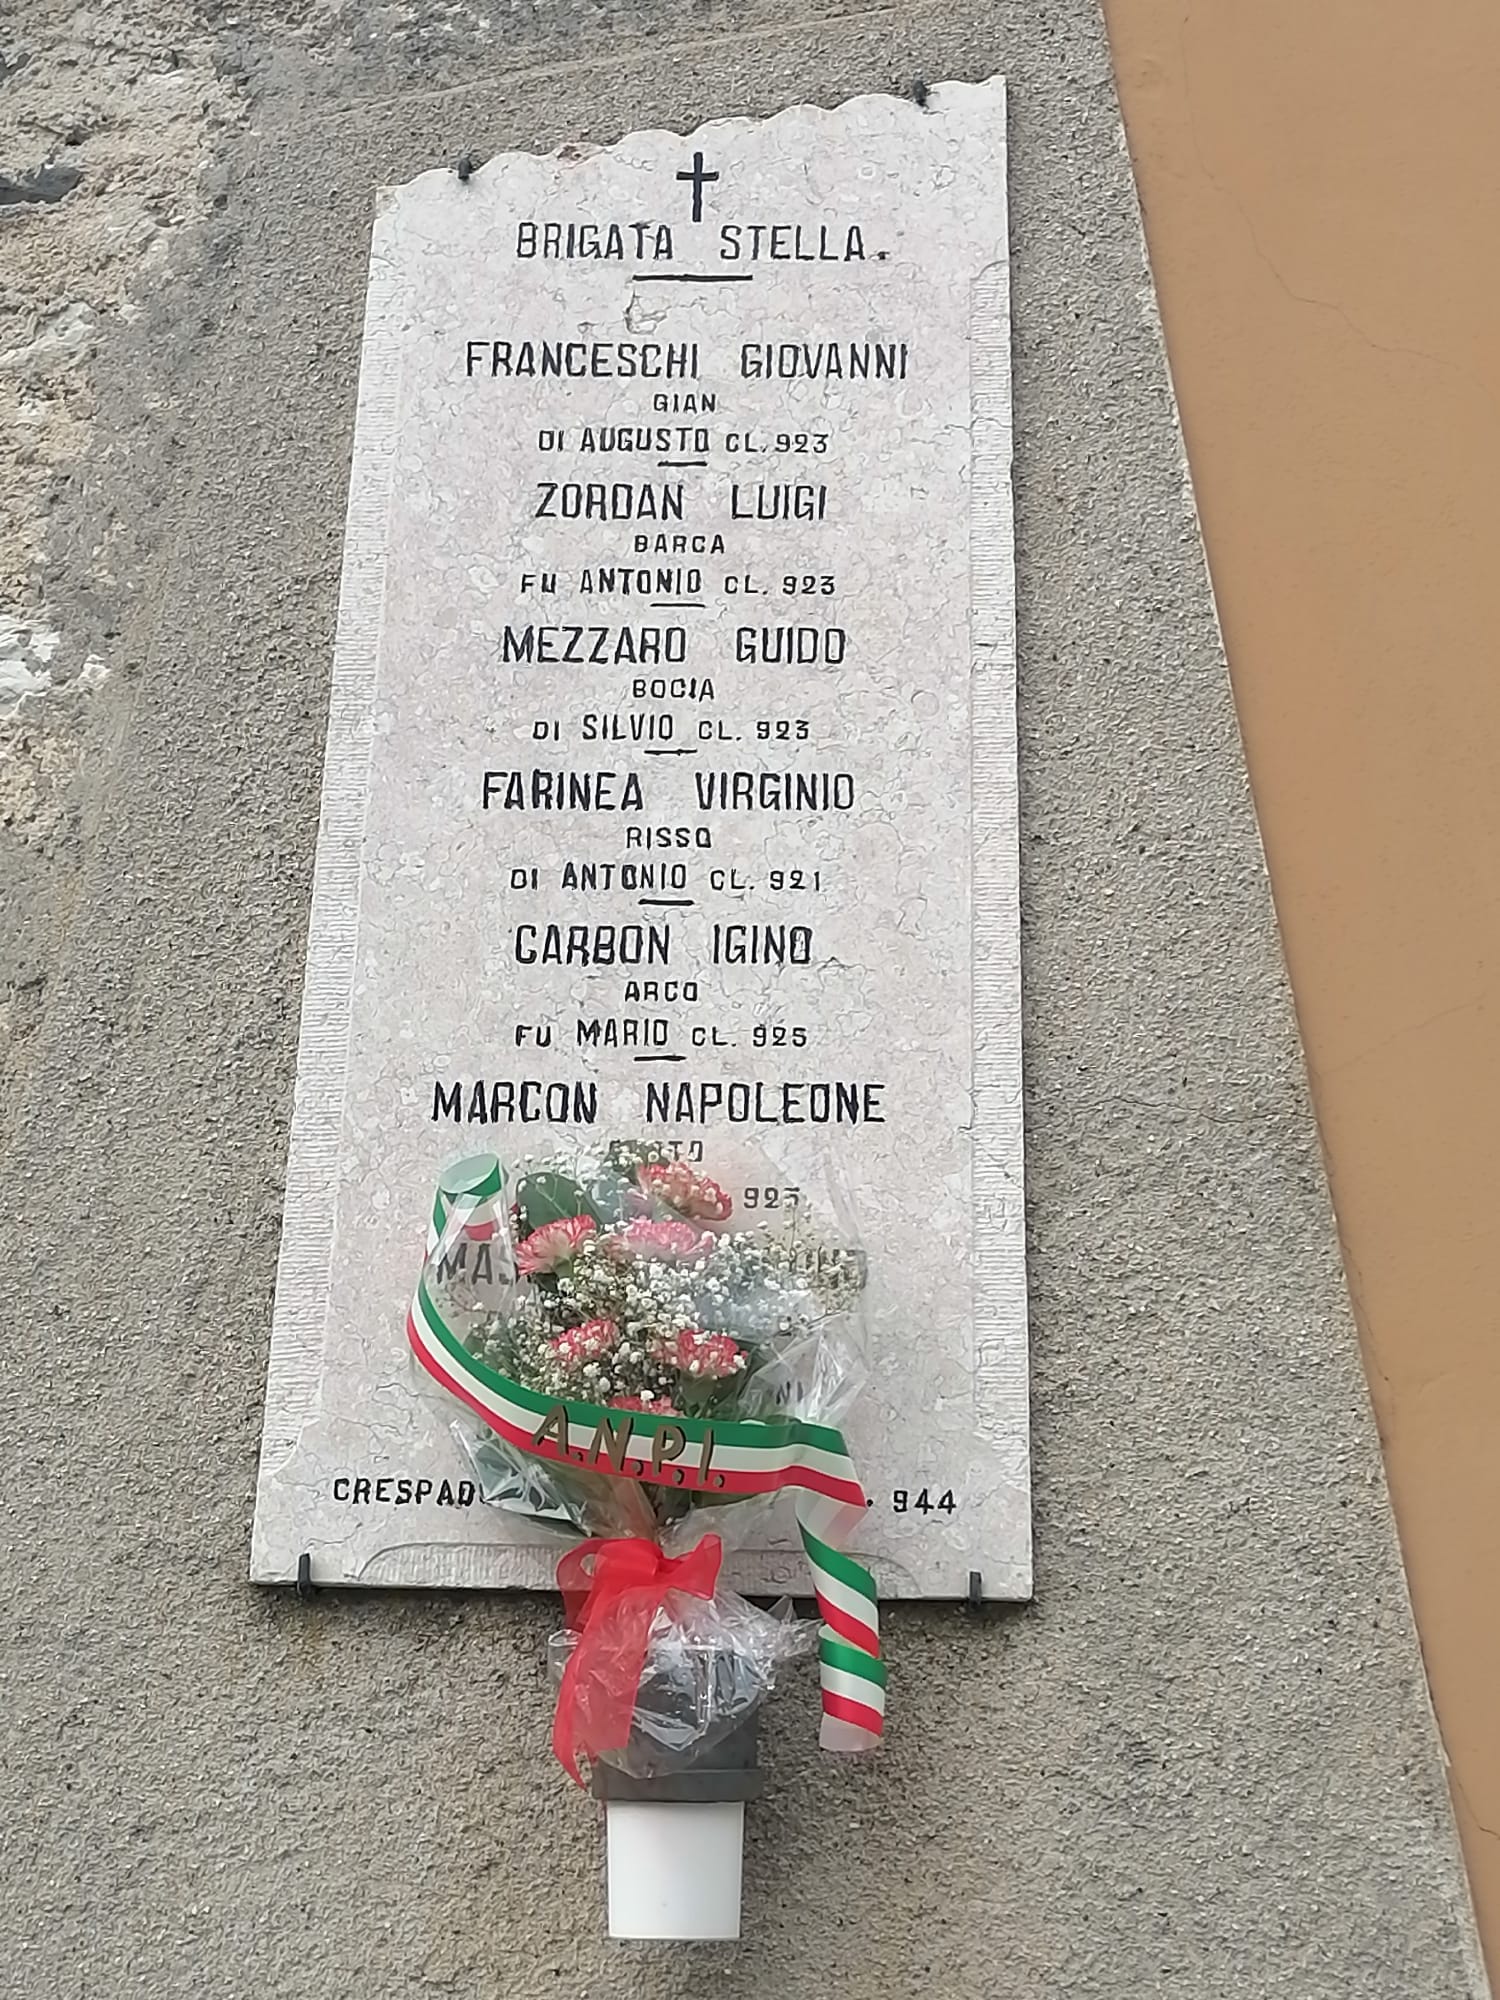 BRIGATA STELLA.
FRANCESCHI GIOVANNI
GIAN
DI AUGUSTO CL. 923
ZORDAN LUIGI
BARCA
FU ANTONIO CL. 923
MEZZARO GUIDO
BOCIA
DI SILVIO CL. 923
FARINEA VIRGINIO
RISSO
DI ANTONIO CL. 921
CARBON IGINO
ARCO
FU MARIO CL. 925
MARCON NAPOLEONE
A.N.P.I.
944